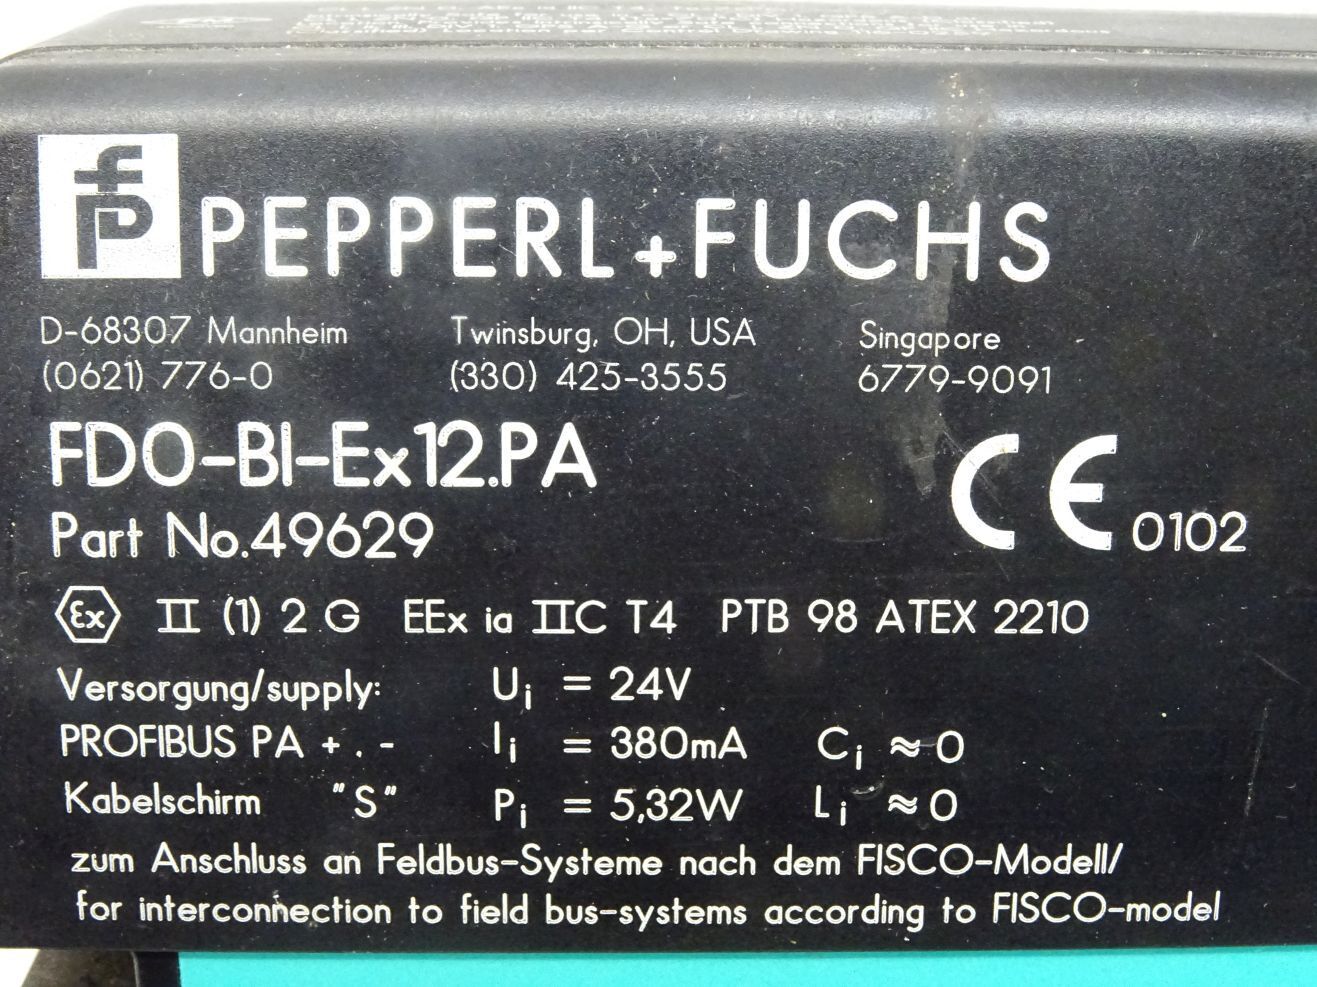 PEPPERL+FUCHS
D-68307 Mannheim Twinsburg, OH, USA Singapore
(0621) 776-0 (330) 425-3555 6779-9091
FDO-BI-Ex12.PA
CE 0102
Part No.49629
Ex II (1) 2 G EEx ia IIC T4 PTB 98 ATEX 2210
Versorgung/supply: Ui = 24V
PROFIBUS PA + . - Ii = 380mA Ci ≈ 0
Kabelschirm "S" Pi = 5,32W Li ≈ 0
zum Anschluss an Feldbus-Systeme nach dem FISCO-Modell/
for interconnection to field bus-systems according to FISCO-model